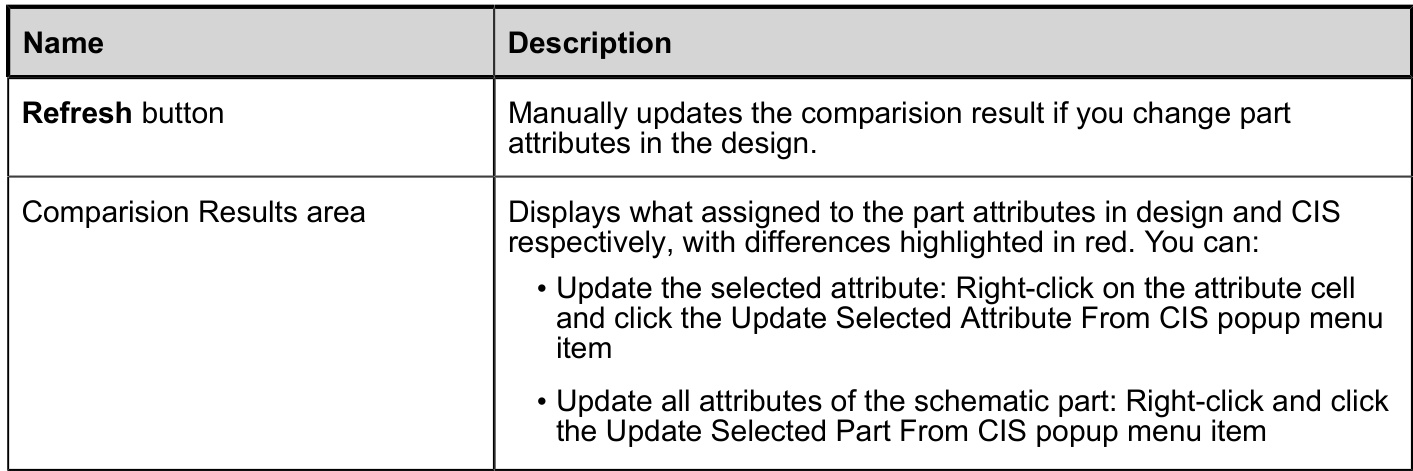 Name
Description
Refresh button
Manually updates the comparision result if you change part
attributes in the design.
Comparision Results area
Displays what assigned to the part attributes in design and CIS
respectively, with differences highlighted in red. You can:
• Update the selected attribute: Right-click on the attribute cell
and click the Update Selected Attribute From CIS popup menu
item
• Update all attributes of the schematic part: Right-click and click
the Update Selected Part From CIS popup menu item